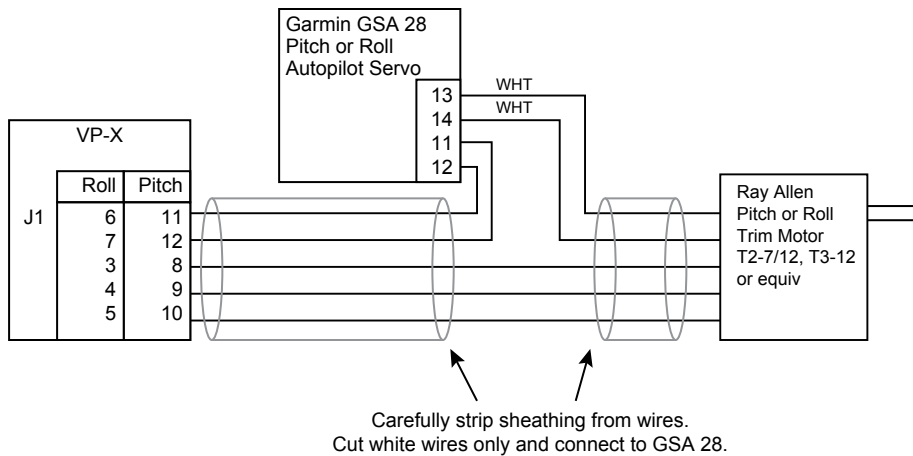 Garmin GSA 28
Pitch or Roll
Autopilot Servo
13
14
11
12
WHT
WHT
VP-X
Roll Pitch
J1
6 11
7 12
3 8
4 9
5 10
Ray Allen
Pitch or Roll
Trim Motor
T2-7/12, T3-12
or equiv
Carefully strip sheathing from wires.
Cut white wires only and connect to GSA 28.